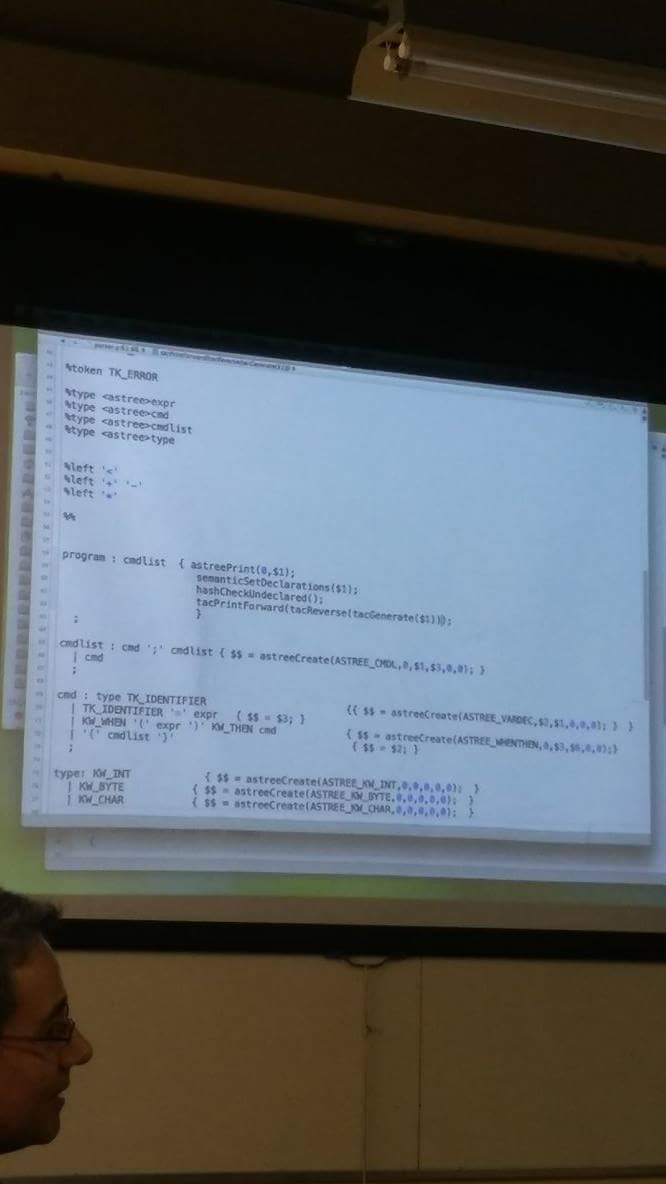 %token TK_ERROR
%type <astree>expr
%type <astree>cmd
%type <astree>cmdlist
%type <astree>type
%left '<'
%left '+' '-'
%left '*'
%%
program : cmdlist { astreePrint(0,$1);
semanticSetDeclarations($1);
hashCheckUndeclared();
tacPrintForward(tacReverse(tacGenerate($1)));
}
;
cmdlist : cmd ';' cmdlist { $$ = astreeCreate(ASTREE_CMDL,0,$1,$3,0,0); }
| cmd
;
cmd : type TK_IDENTIFIER {{ $$ = astreeCreate(ASTREE_VARDEC,$2,$1,0,0,0); } }
| TK_IDENTIFIER '=' expr { $$ = $3; }
| KW_WHEN '(' expr ')' KW_THEN cmd { $$ = astreeCreate(ASTREE_WHENTHEN,0,$3,$6,0,0);}
| '{' cmdlist '}' { $$ = $2; }
;
type: KW_INT { $$ = astreeCreate(ASTREE_KW_INT,0,0,0,0,0); }
| KW_BYTE { $$ = astreeCreate(ASTREE_KW_BYTE,0,0,0,0,0); }
| KW_CHAR { $$ = astreeCreate(ASTREE_KW_CHAR,0,0,0,0,0); }